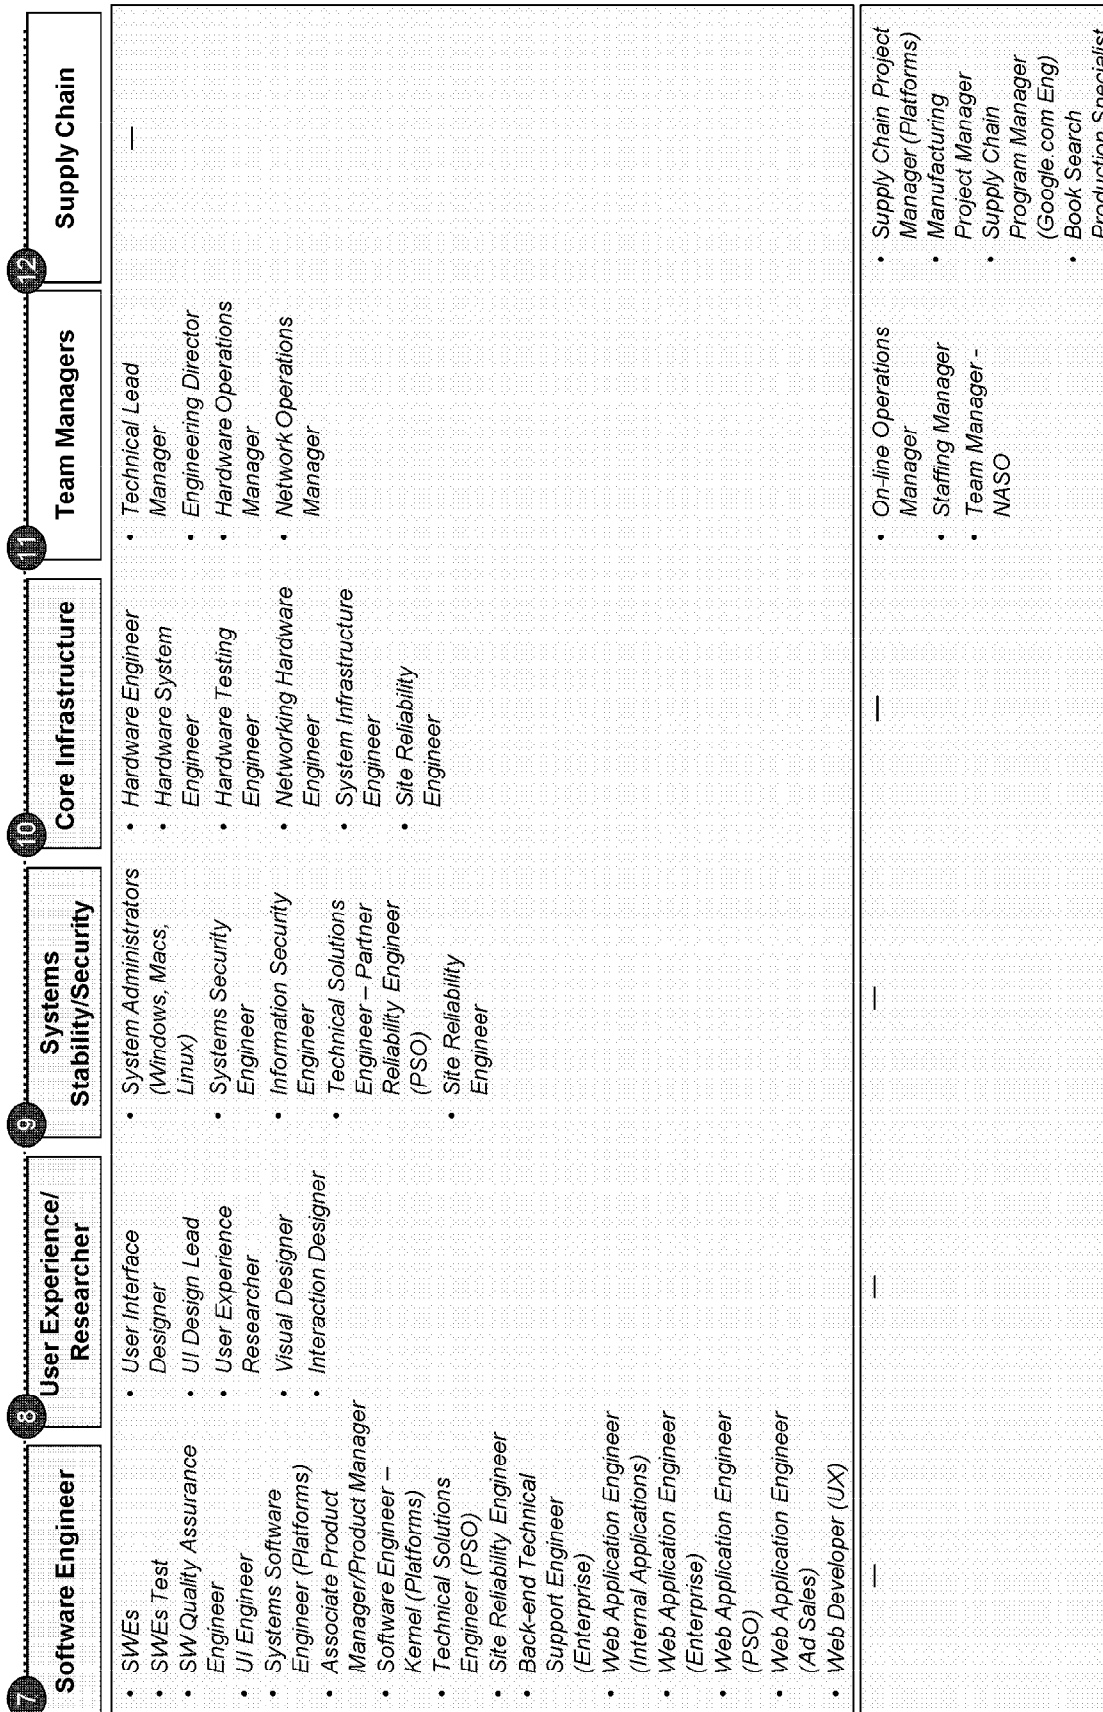 7
Software Engineer
8
User Experience/
Researcher
9
Systems
Stability/Security
10
Core Infrastructure
11
Team Managers
12
Supply Chain
• SWEs
• SWEs Test
• SW Quality Assurance
Engineer
• UI Engineer
• Systems Software
Engineer (Platforms)
• Associate Product
Manager/Product Manager
• Software Engineer –
Kernel (Platforms)
• Technical Solutions
Engineer (PSO)
• Site Reliability Engineer
• Back-end Technical
Support Engineer
(Enterprise)
• Web Application Engineer
(Internal Applications)
• Web Application Engineer
(Enterprise)
• Web Application Engineer
(PSO)
• Web Application Engineer
(Ad Sales)
• Web Developer (UX)
• User Interface
Designer
• UI Design Lead
• User Experience
Researcher
• Visual Designer
• Interaction Designer
• System Administrators
(Windows, Macs,
Linux)
• Systems Security
Engineer
• Information Security
Engineer
• Technical Solutions
Engineer – Partner
Reliability Engineer
(PSO)
• Site Reliability
Engineer
• Hardware Engineer
• Hardware System
Engineer
• Hardware Testing
Engineer
• Networking Hardware
Engineer
• System Infrastructure
Engineer
• Site Reliability
Engineer
• Technical Lead
Manager
• Engineering Director
• Hardware Operations
Manager
• Network Operations
Manager
—
—
—
—
—
• On-line Operations
Manager
• Staffing Manager
• Team Manager -
NASO
• Supply Chain Project
Manager (Platforms)
• Manufacturing
Project Manager
• Supply Chain
Program Manager
(Google.com Eng)
• Book Search
Production Specialist